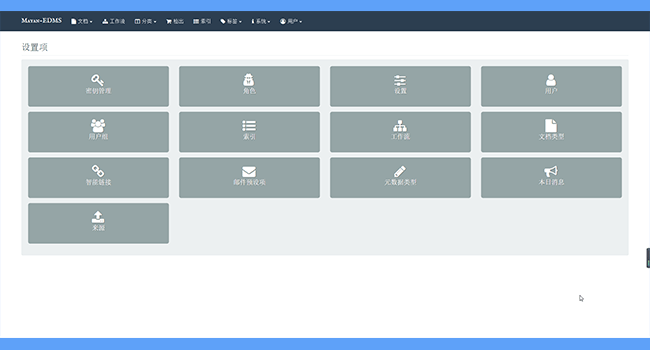 MAYAN-EDMS 文档 工作流 分类 检出 索引 标签 系统 用户
设置项
密钥管理 角色 设置 用户
用户组 索引 工作流 文档类型
智能链接 邮件预设项 元数据类型 本日消息
来源